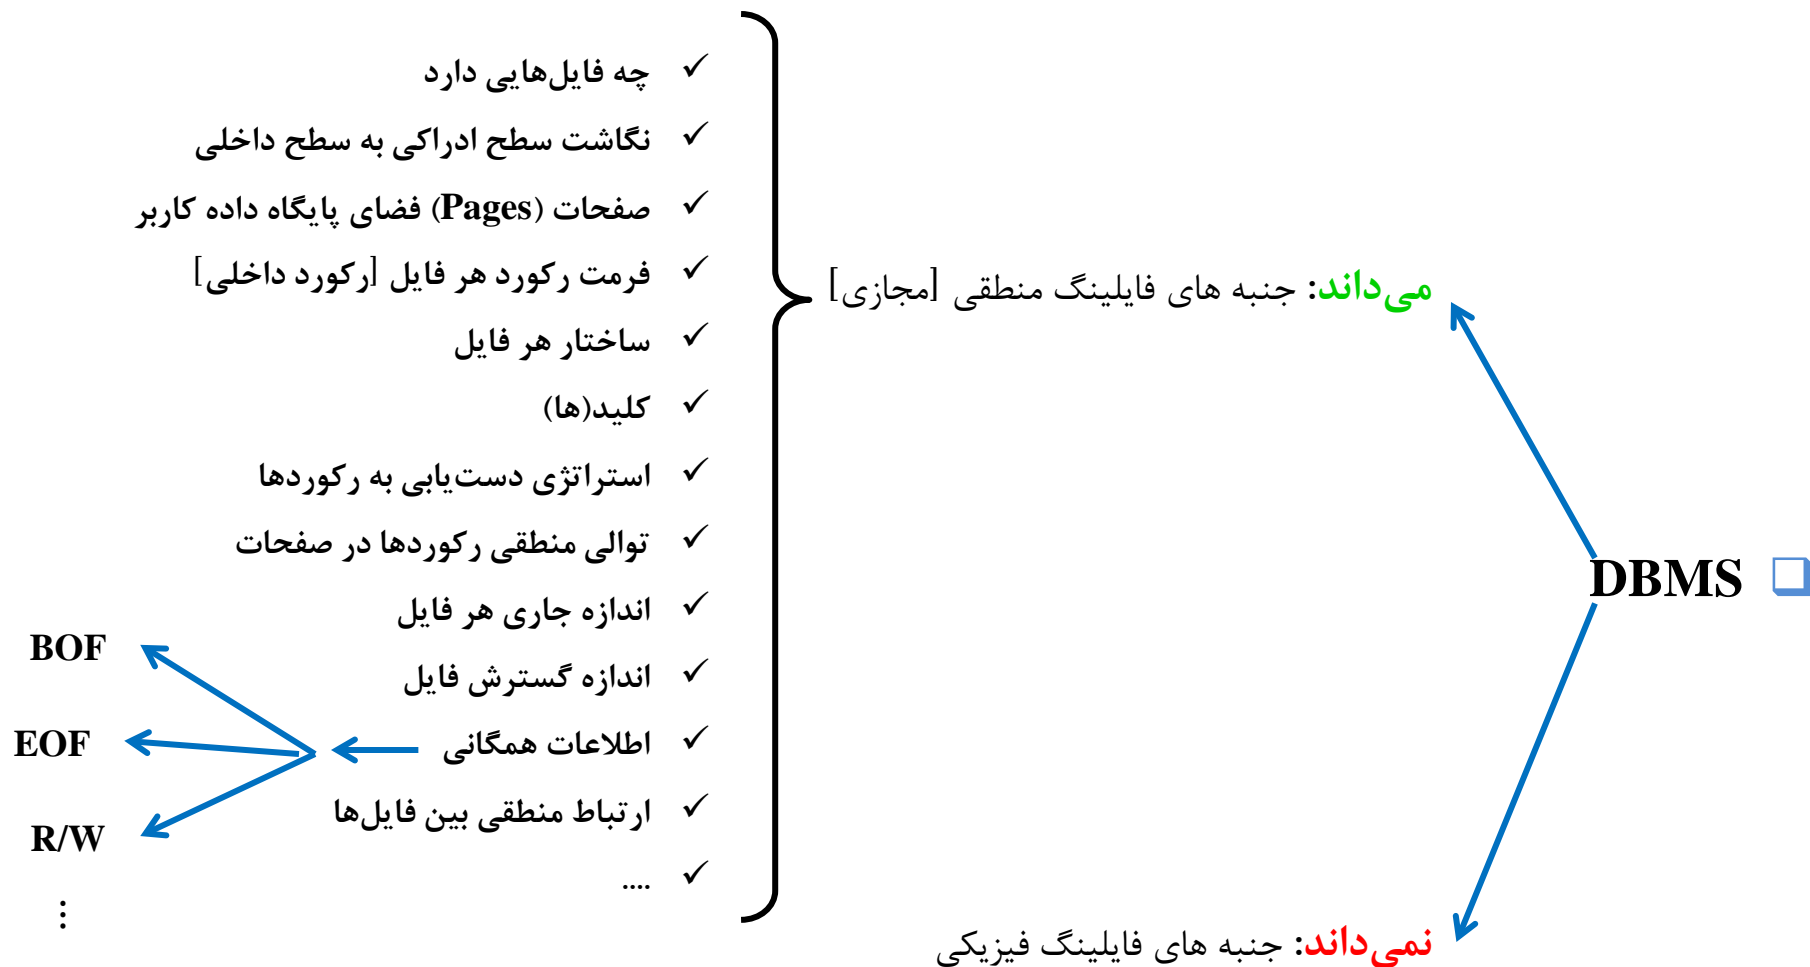 DBMS
می‌داند: جنبه های فایلینگ منطقی [مجازی]
چه فایل‌هایی دارد
نگاشت سطح ادراکی به سطح داخلی
صفحات (Pages) فضای پایگاه داده کاربر
فرمت رکورد هر فایل [رکورد داخلی]
ساختار هر فایل
کلید(ها)
استراتژی دست‌یابی به رکوردها
توالی منطقی رکوردها در صفحات
اندازه جاری هر فایل
اندازه گسترش فایل
اطلاعات همگانی
BOF
EOF
R/W
⋮
ارتباط منطقی بین فایل‌ها
....
نمی‌داند: جنبه های فایلینگ فیزیکی